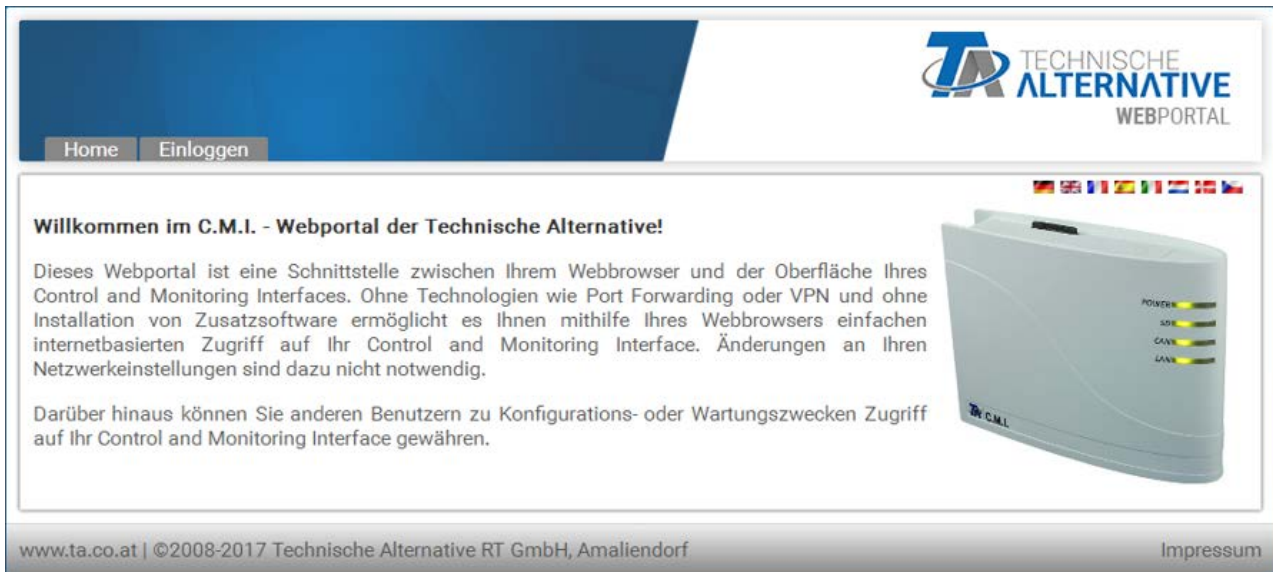 TA TECHNISCHE
ALTERNATIVE
WEBPORTAL
Home Einloggen
Willkommen im C.M.I. - Webportal der Technische Alternative!
Dieses Webportal ist eine Schnittstelle zwischen Ihrem Webbrowser und der Oberfläche Ihres
Control and Monitoring Interfaces. Ohne Technologien wie Port Forwarding oder VPN und ohne
Installation von Zusatzsoftware ermöglicht es Ihnen mithilfe Ihres Webbrowsers einfachen
internetbasierten Zugriff auf Ihr Control and Monitoring Interface. Änderungen an Ihren
Netzwerkeinstellungen sind dazu nicht notwendig.
Darüber hinaus können Sie anderen Benutzern zu Konfigurations- oder Wartungszwecken Zugriff
auf Ihr Control and Monitoring Interface gewähren.
POWER
CAN
LAN
TA C.M.I.
www.ta.co.at | ©2008-2017 Technische Alternative RT GmbH, Amaliendorf
Impressum